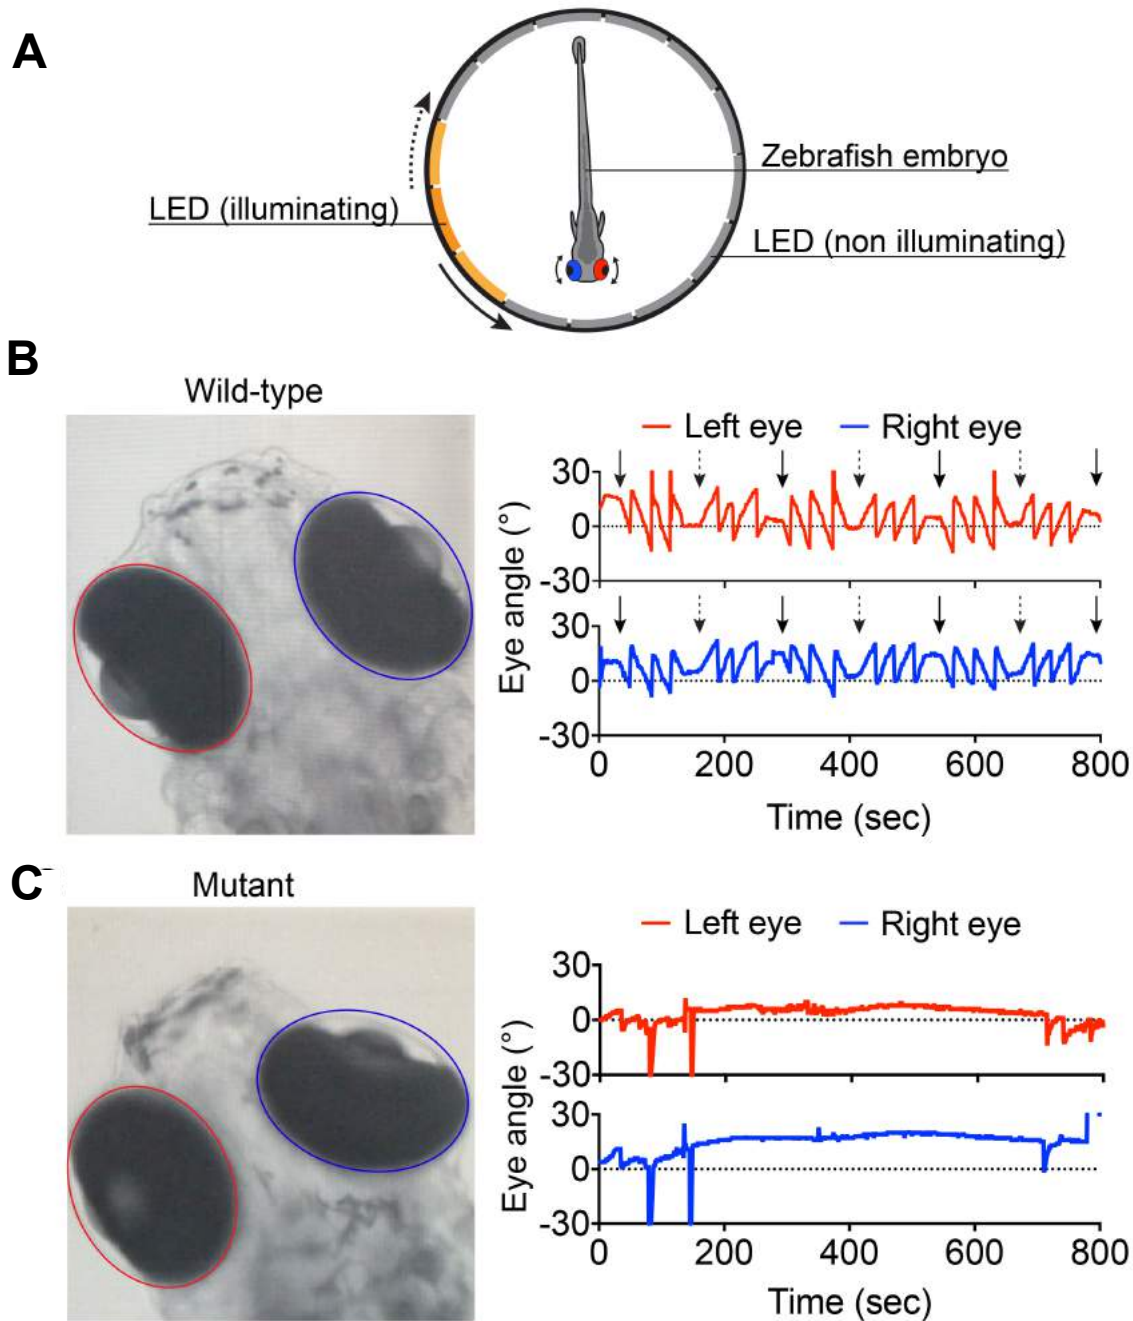 A
LED (illuminating)
Zebrafish embryo
LED (non illuminating)
B
Wild-type
Left eye Right eye
Eye angle (°)
30
0
-30
30
0
-30
0 200 400 600 800
Time (sec)
C
Mutant
Left eye Right eye
Eye angle (°)
30
0
-30
30
0
-30
0 200 400 600 800
Time (sec)